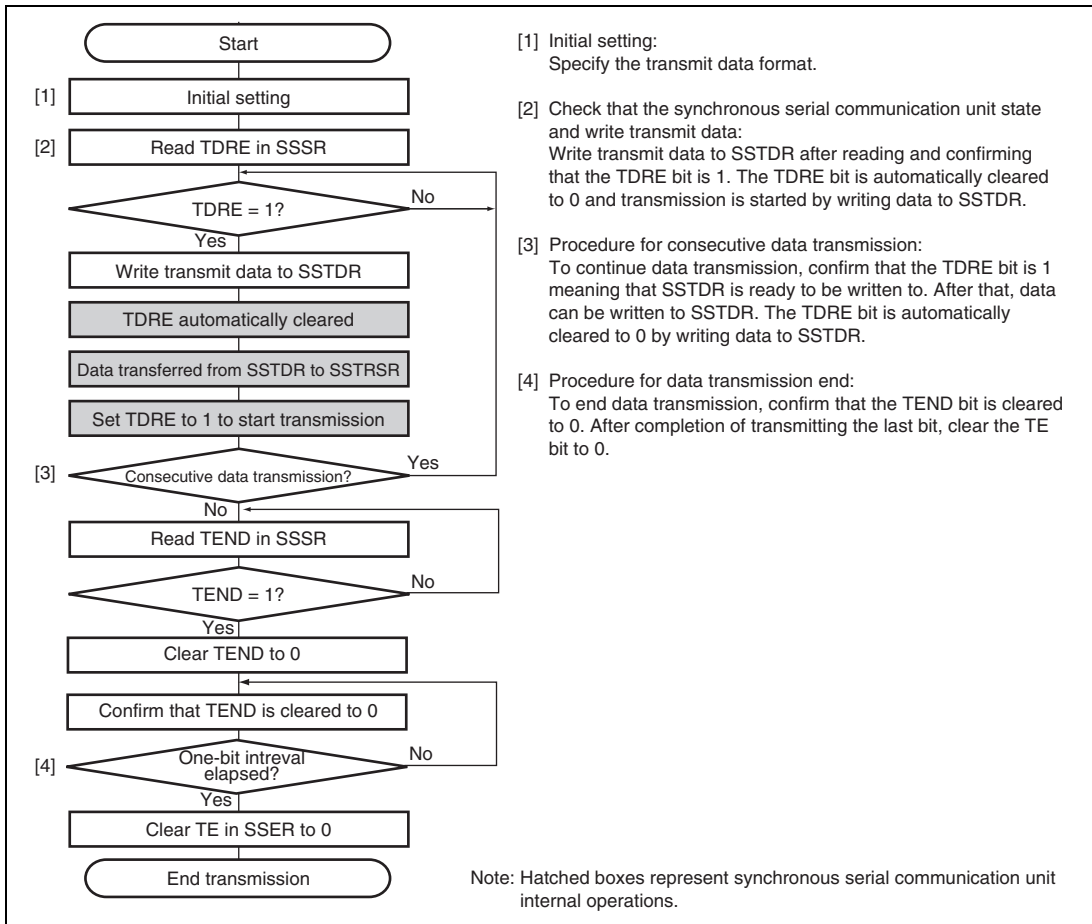 Start
[1] Initial setting
[2] Read TDRE in SSSR
TDRE = 1?
No
Yes
Write transmit data to SSTDR
TDRE automatically cleared
Data transferred from SSTDR to SSTRSR
Set TDRE to 1 to start transmission
[3] Consecutive data transmission?
Yes
No
Read TEND in SSSR
TEND = 1?
No
Yes
Clear TEND to 0
Confirm that TEND is cleared to 0
[4] One-bit intreval
elapsed?
No
Yes
Clear TE in SSER to 0
End transmission
[1] Initial setting:
Specify the transmit data format.
[2] Check that the synchronous serial communication unit state
and write transmit data:
Write transmit data to SSTDR after reading and confirming
that the TDRE bit is 1. The TDRE bit is automatically cleared
to 0 and transmission is started by writing data to SSTDR.
[3] Procedure for consecutive data transmission:
To continue data transmission, confirm that the TDRE bit is 1
meaning that SSTDR is ready to be written to. After that, data
can be written to SSTDR. The TDRE bit is automatically
cleared to 0 by writing data to SSTDR.
[4] Procedure for data transmission end:
To end data transmission, confirm that the TEND bit is cleared
to 0. After completion of transmitting the last bit, clear the TE
bit to 0.
Note: Hatched boxes represent synchronous serial communication unit
internal operations.